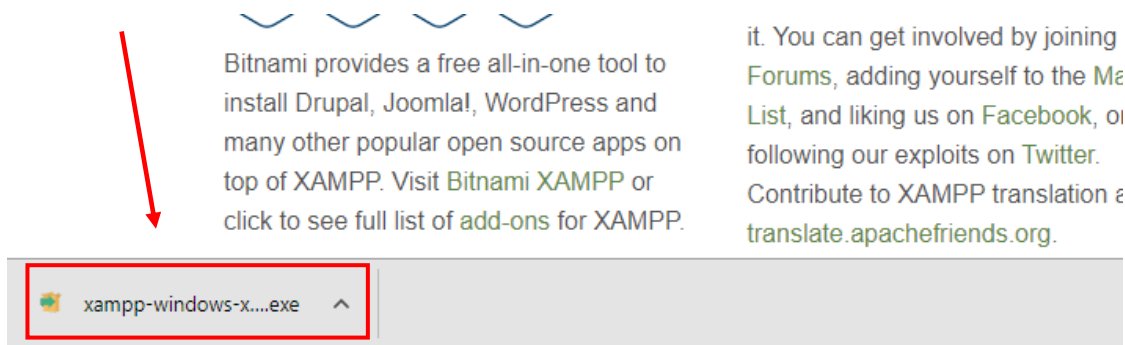 Bitnami provides a free all-in-one tool to
install Drupal, Joomla!, WordPress and
many other popular open source apps on
top of XAMPP. Visit Bitnami XAMPP or
click to see full list of add-ons for XAMPP.
it. You can get involved by joining
Forums, adding yourself to the Ma
List, and liking us on Facebook, or
following our exploits on Twitter.
Contribute to XAMPP translation a
translate.apachefriends.org.
xampp-windows-x....exe